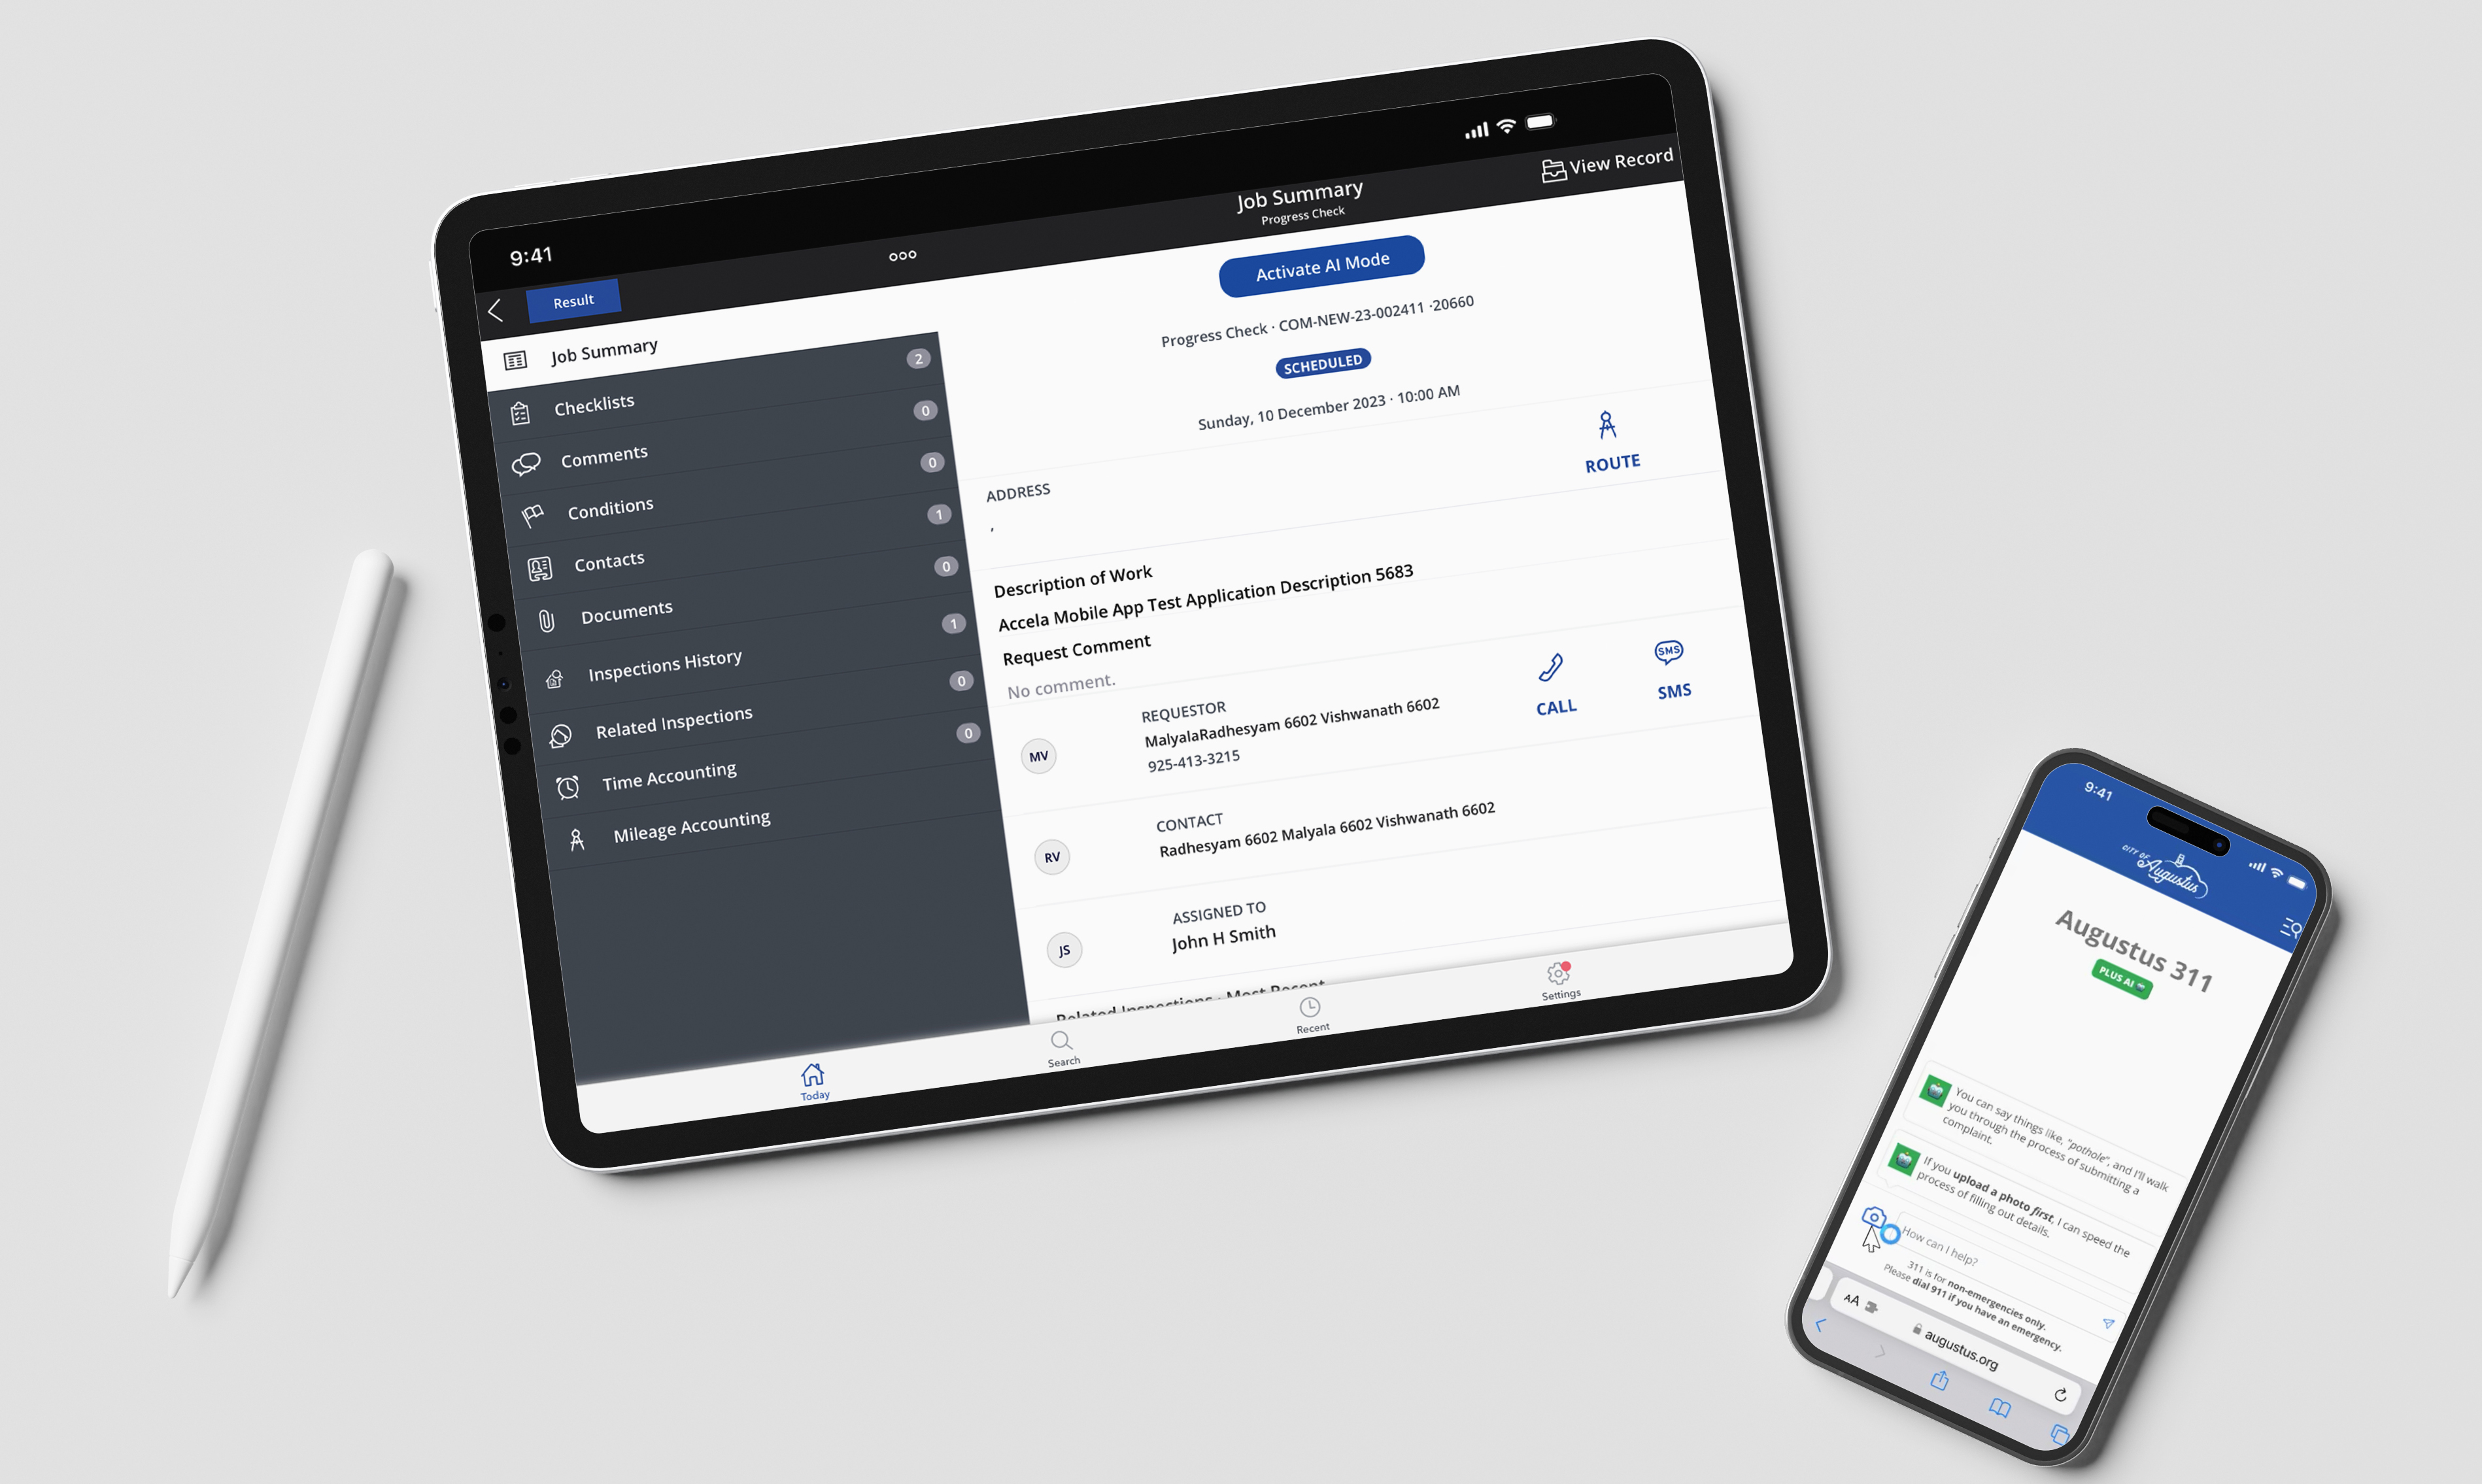 9:41
Result
Job Summary
Progress Check
View Record
Job Summary
Checklists 2
Comments 0
Conditions 0
Contacts 1
Documents 0
Inspections History 1
Related Inspections 0
Time Accounting 0
Mileage Accounting
Activate AI Mode
Progress Check · COM-NEW-23-002411 ·20660
SCHEDULED
Sunday, 10 December 2023 · 10:00 AM
ADDRESS
,
ROUTE
Description of Work
Accela Mobile App Test Application Description 5683
Request Comment
No comment.
MV
REQUESTOR
MalyalaRadhesyam 6602 Vishwanath 6602
925-413-3215
CALL
SMS
SMS
RV
CONTACT
Radhesyam 6602 Malyala 6602 Vishwanath 6602
JS
ASSIGNED TO
John H Smith
Related Inspections · Most Recent
Today
Search
Recent
Settings
9:41
CITY OF
Augustus
Augustus 311
PLUS AI
You can say things like, "pothole", and I'll walk
you through the process of submitting a
complaint.
If you upload a photo first, I can speed the
process of filling out details.
How can I help?
311 is for non-emergencies only.
Please dial 911 if you have an emergency.
AA
augustus.org